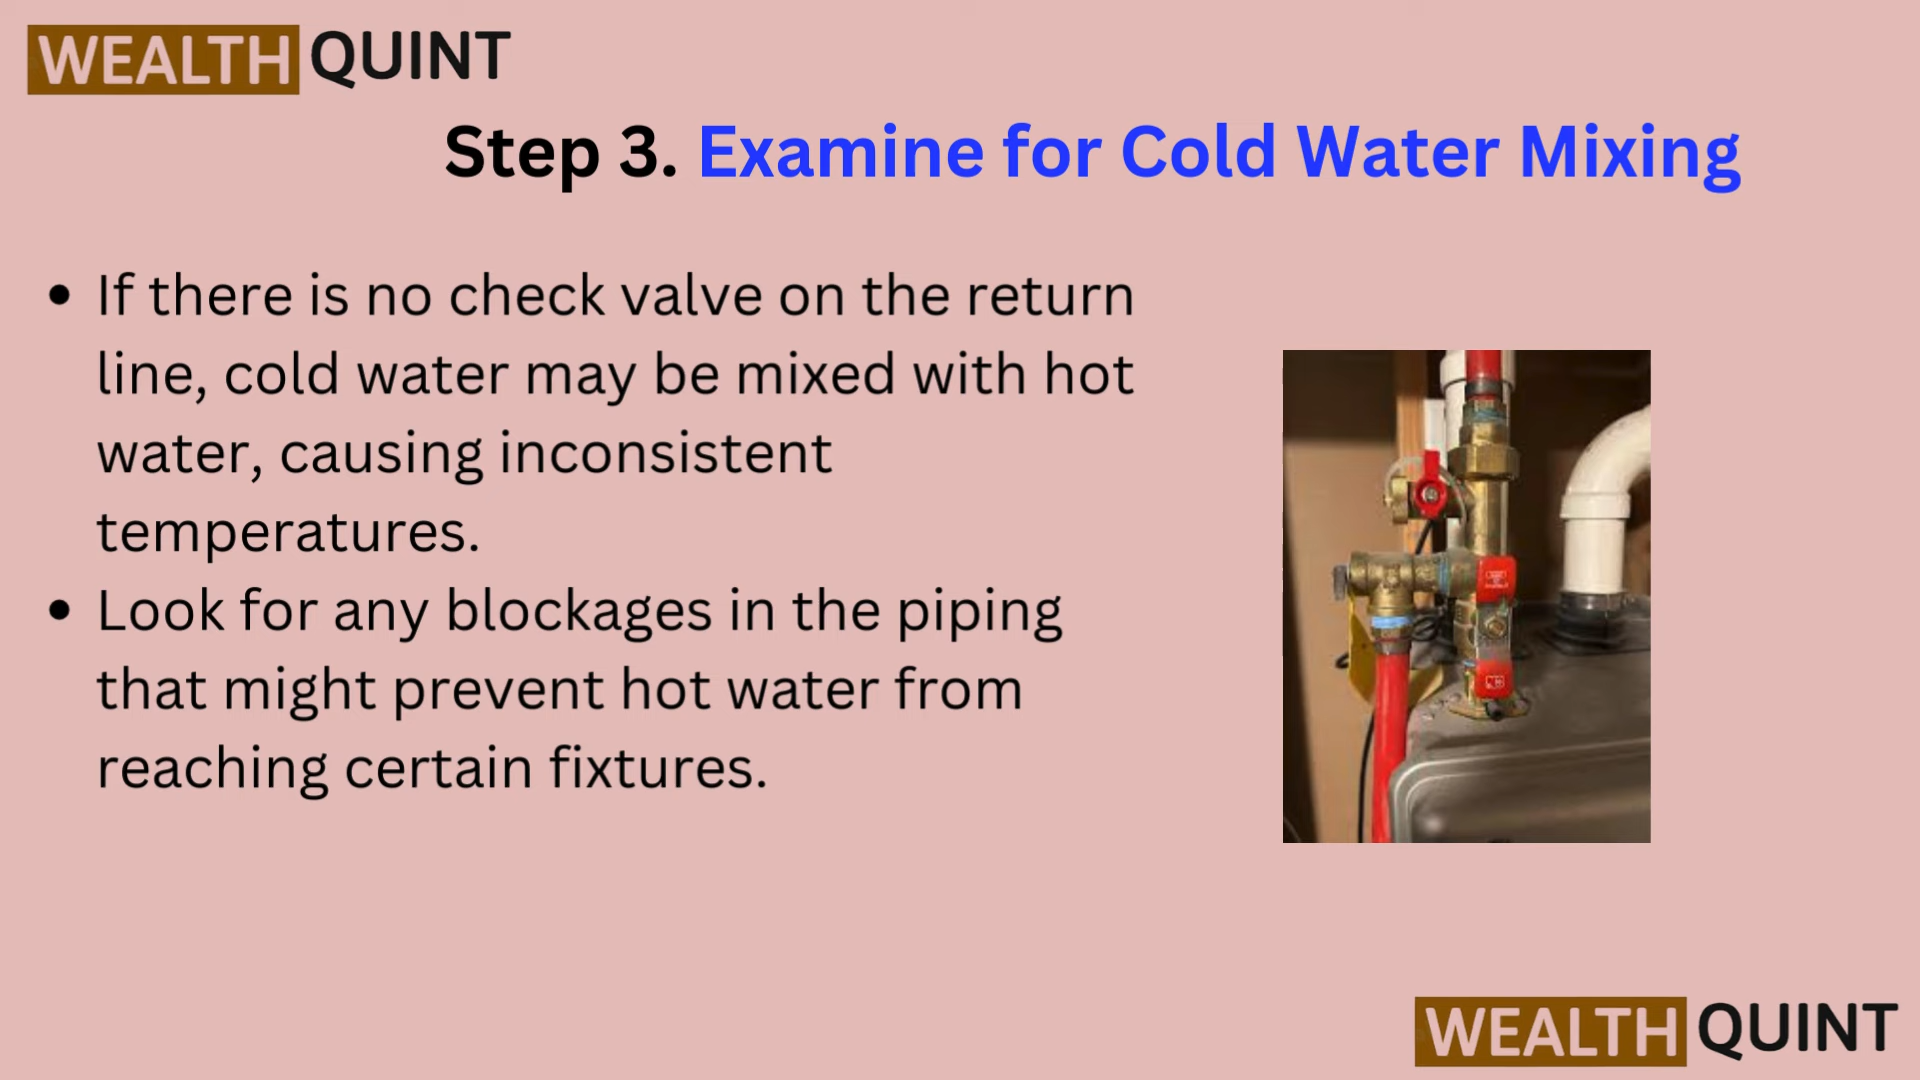 WEALTH QUINT
Step 3. Examine for Cold Water Mixing
• If there is no check valve on the return
line, cold water may be mixed with hot
water, causing inconsistent
temperatures.
• Look for any blockages in the piping
that might prevent hot water from
reaching certain fixtures.
WEALTH QUINT